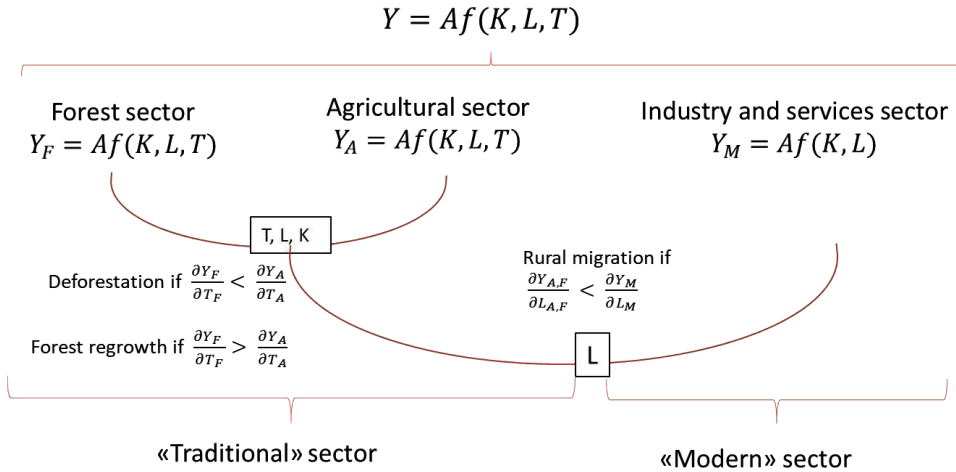 Y = Af(K, L, T)
Forest sector
Y_F = Af(K, L, T)
Agricultural sector
Y_A = Af(K, L, T)
Industry and services sector
Y_M = Af(K, L)
T, L, K
Deforestation if ∂Y_F/∂T_F < ∂Y_A/∂T_A
Forest regrowth if ∂Y_F/∂T_F > ∂Y_A/∂T_A
Rural migration if
∂Y_{A,F}/∂L_{A,F} < ∂Y_M/∂L_M
L
«Traditional» sector
«Modern» sector